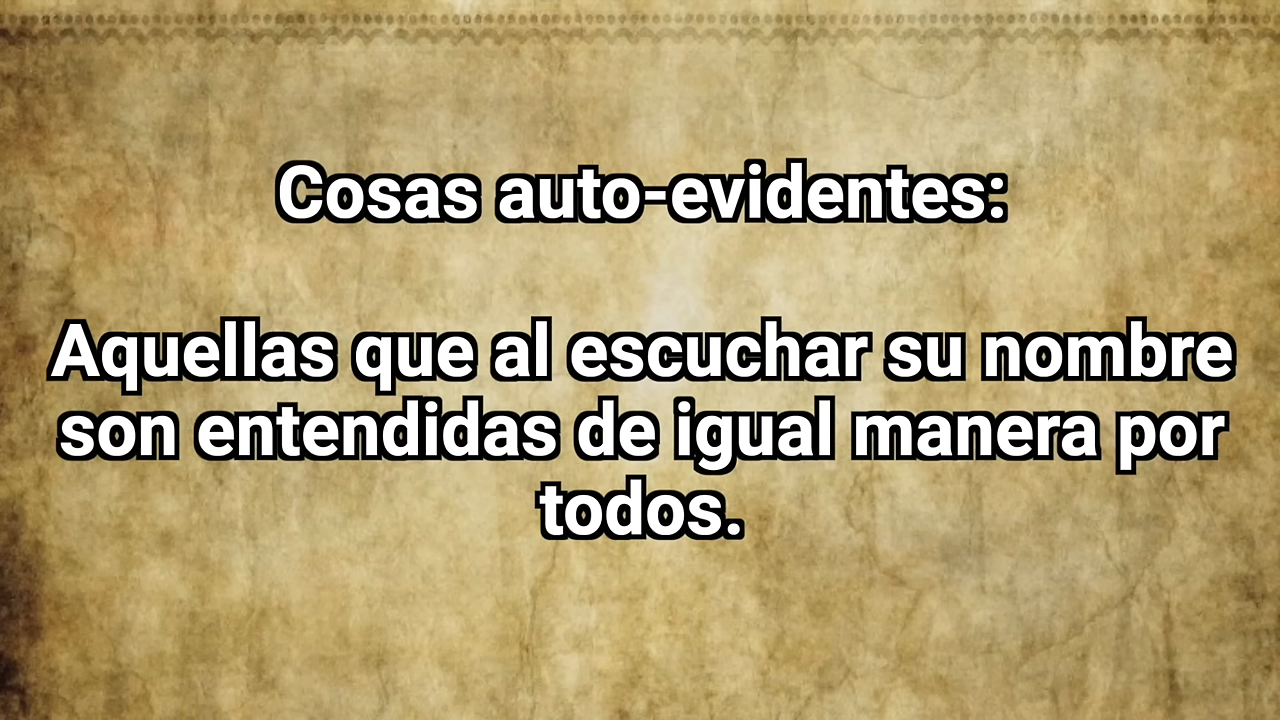 Cosas auto-evidentes:
Aquellas que al escuchar su nombre
son entendidas de igual manera por
todos.